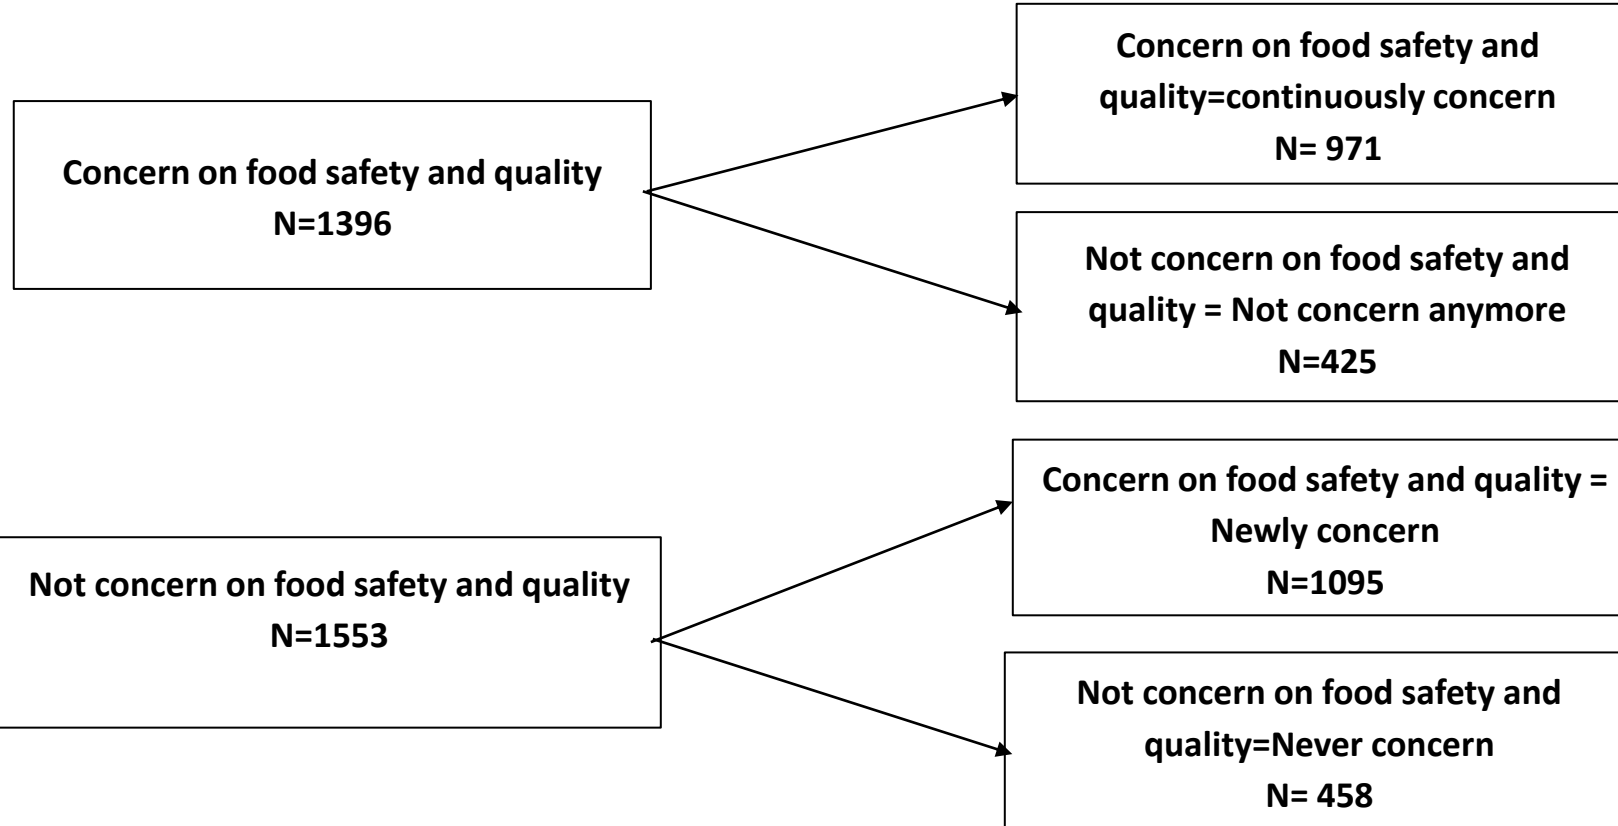 Concern on food safety and quality
N=1396
Concern on food safety and
quality=continuously concern
N= 971
Not concern on food safety and
quality = Not concern anymore
N=425
Not concern on food safety and quality
N=1553
Concern on food safety and quality =
Newly concern
N=1095
Not concern on food safety and
quality=Never concern
N= 458